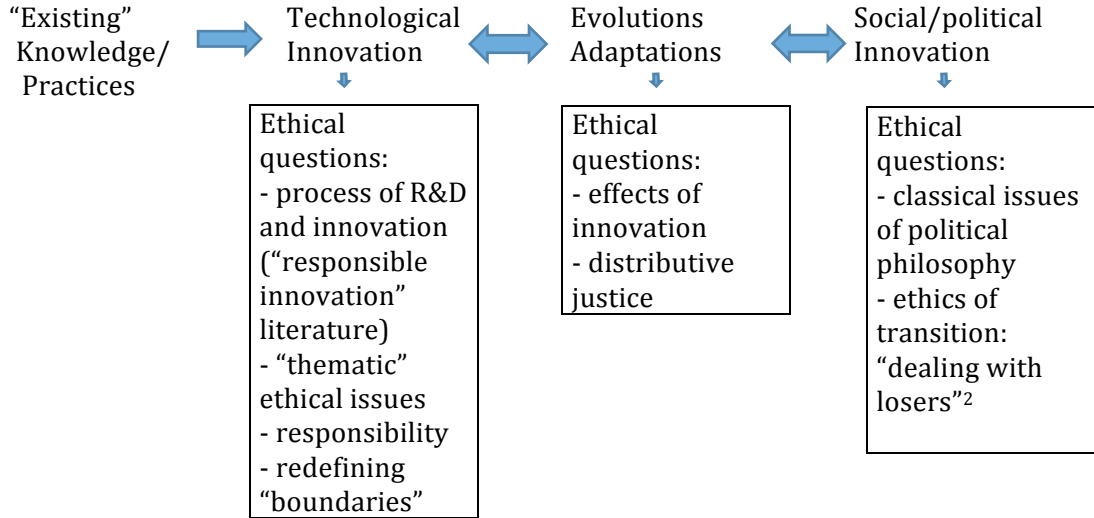 “Existing”
Knowledge/
Practices
Technological
Innovation
Evolutions
Adaptations
Social/political
Innovation
Ethical
questions:
- process of R&D
and innovation
(“responsible
innovation”
literature)
- “thematic”
ethical issues
- responsibility
- redefining
“boundaries”
Ethical
questions:
- effects of
innovation
- distributive
justice
Ethical
questions:
- classical issues
of political
philosophy
- ethics of
transition:
“dealing with
losers”²